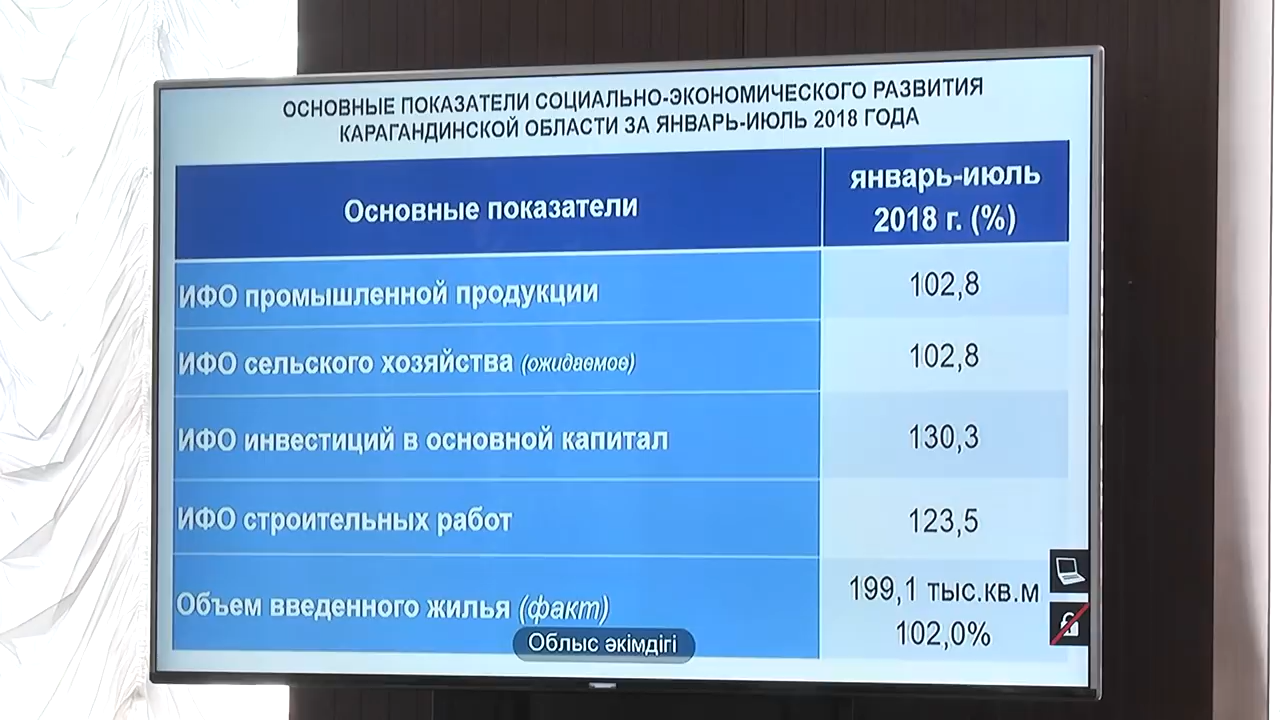 ОСНОВНЫЕ ПОКАЗАТЕЛИ СОЦИАЛЬНО-ЭКОНОМИЧЕСКОГО РАЗВИТИЯ
КАРАГАНДИНСКОЙ ОБЛАСТИ ЗА ЯНВАРЬ-ИЮЛЬ 2018 ГОДА
Основные показатели
январь-июль
2018 г. (%)
ИФО промышленной продукции
102,8
ИФО сельского хозяйства (ожидаемое)
102,8
ИФО инвестиций в основной капитал
130,3
ИФО строительных работ
123,5
Объем введенного жилья (факт)
199,1 тыс.кв.м
102,0%
Облыс әкімдігі